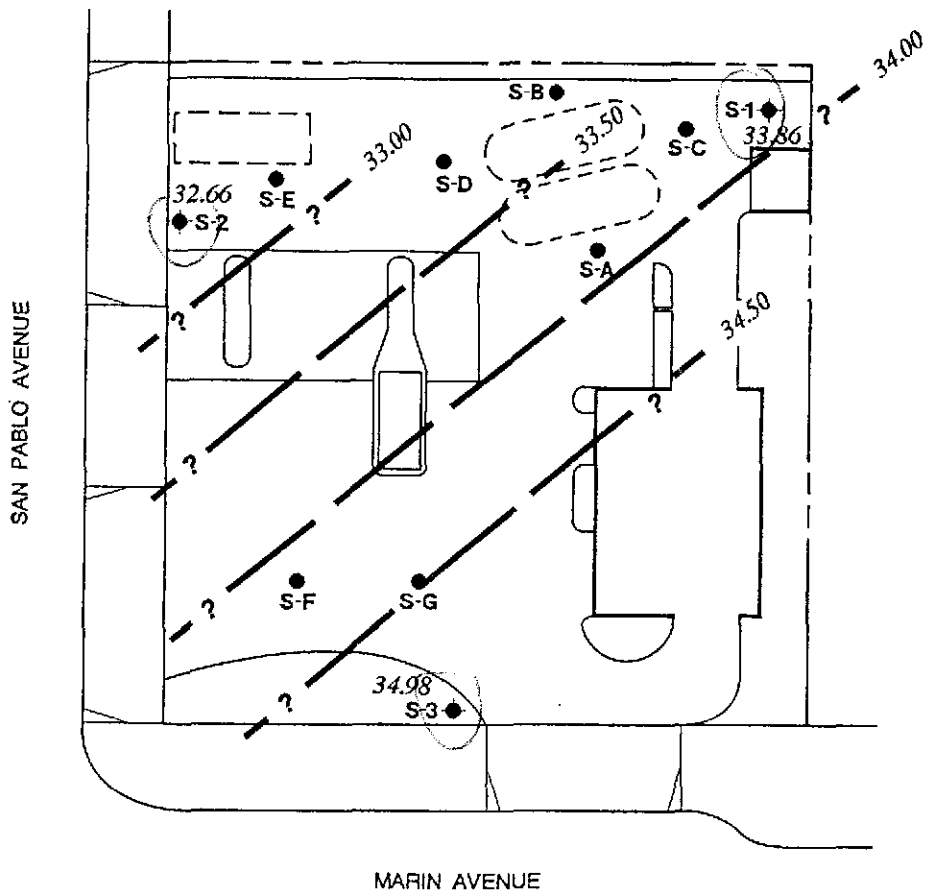 34.00
S-B
S-1
?
33.50
S-C
33.86
33.00
S-D
?
S-E
32.66
?
S-2
S-A
34.50
?
?
SAN PABLO AVENUE
?
?
S-F
S-G
34.98
?
S-3
MARIN AVENUE